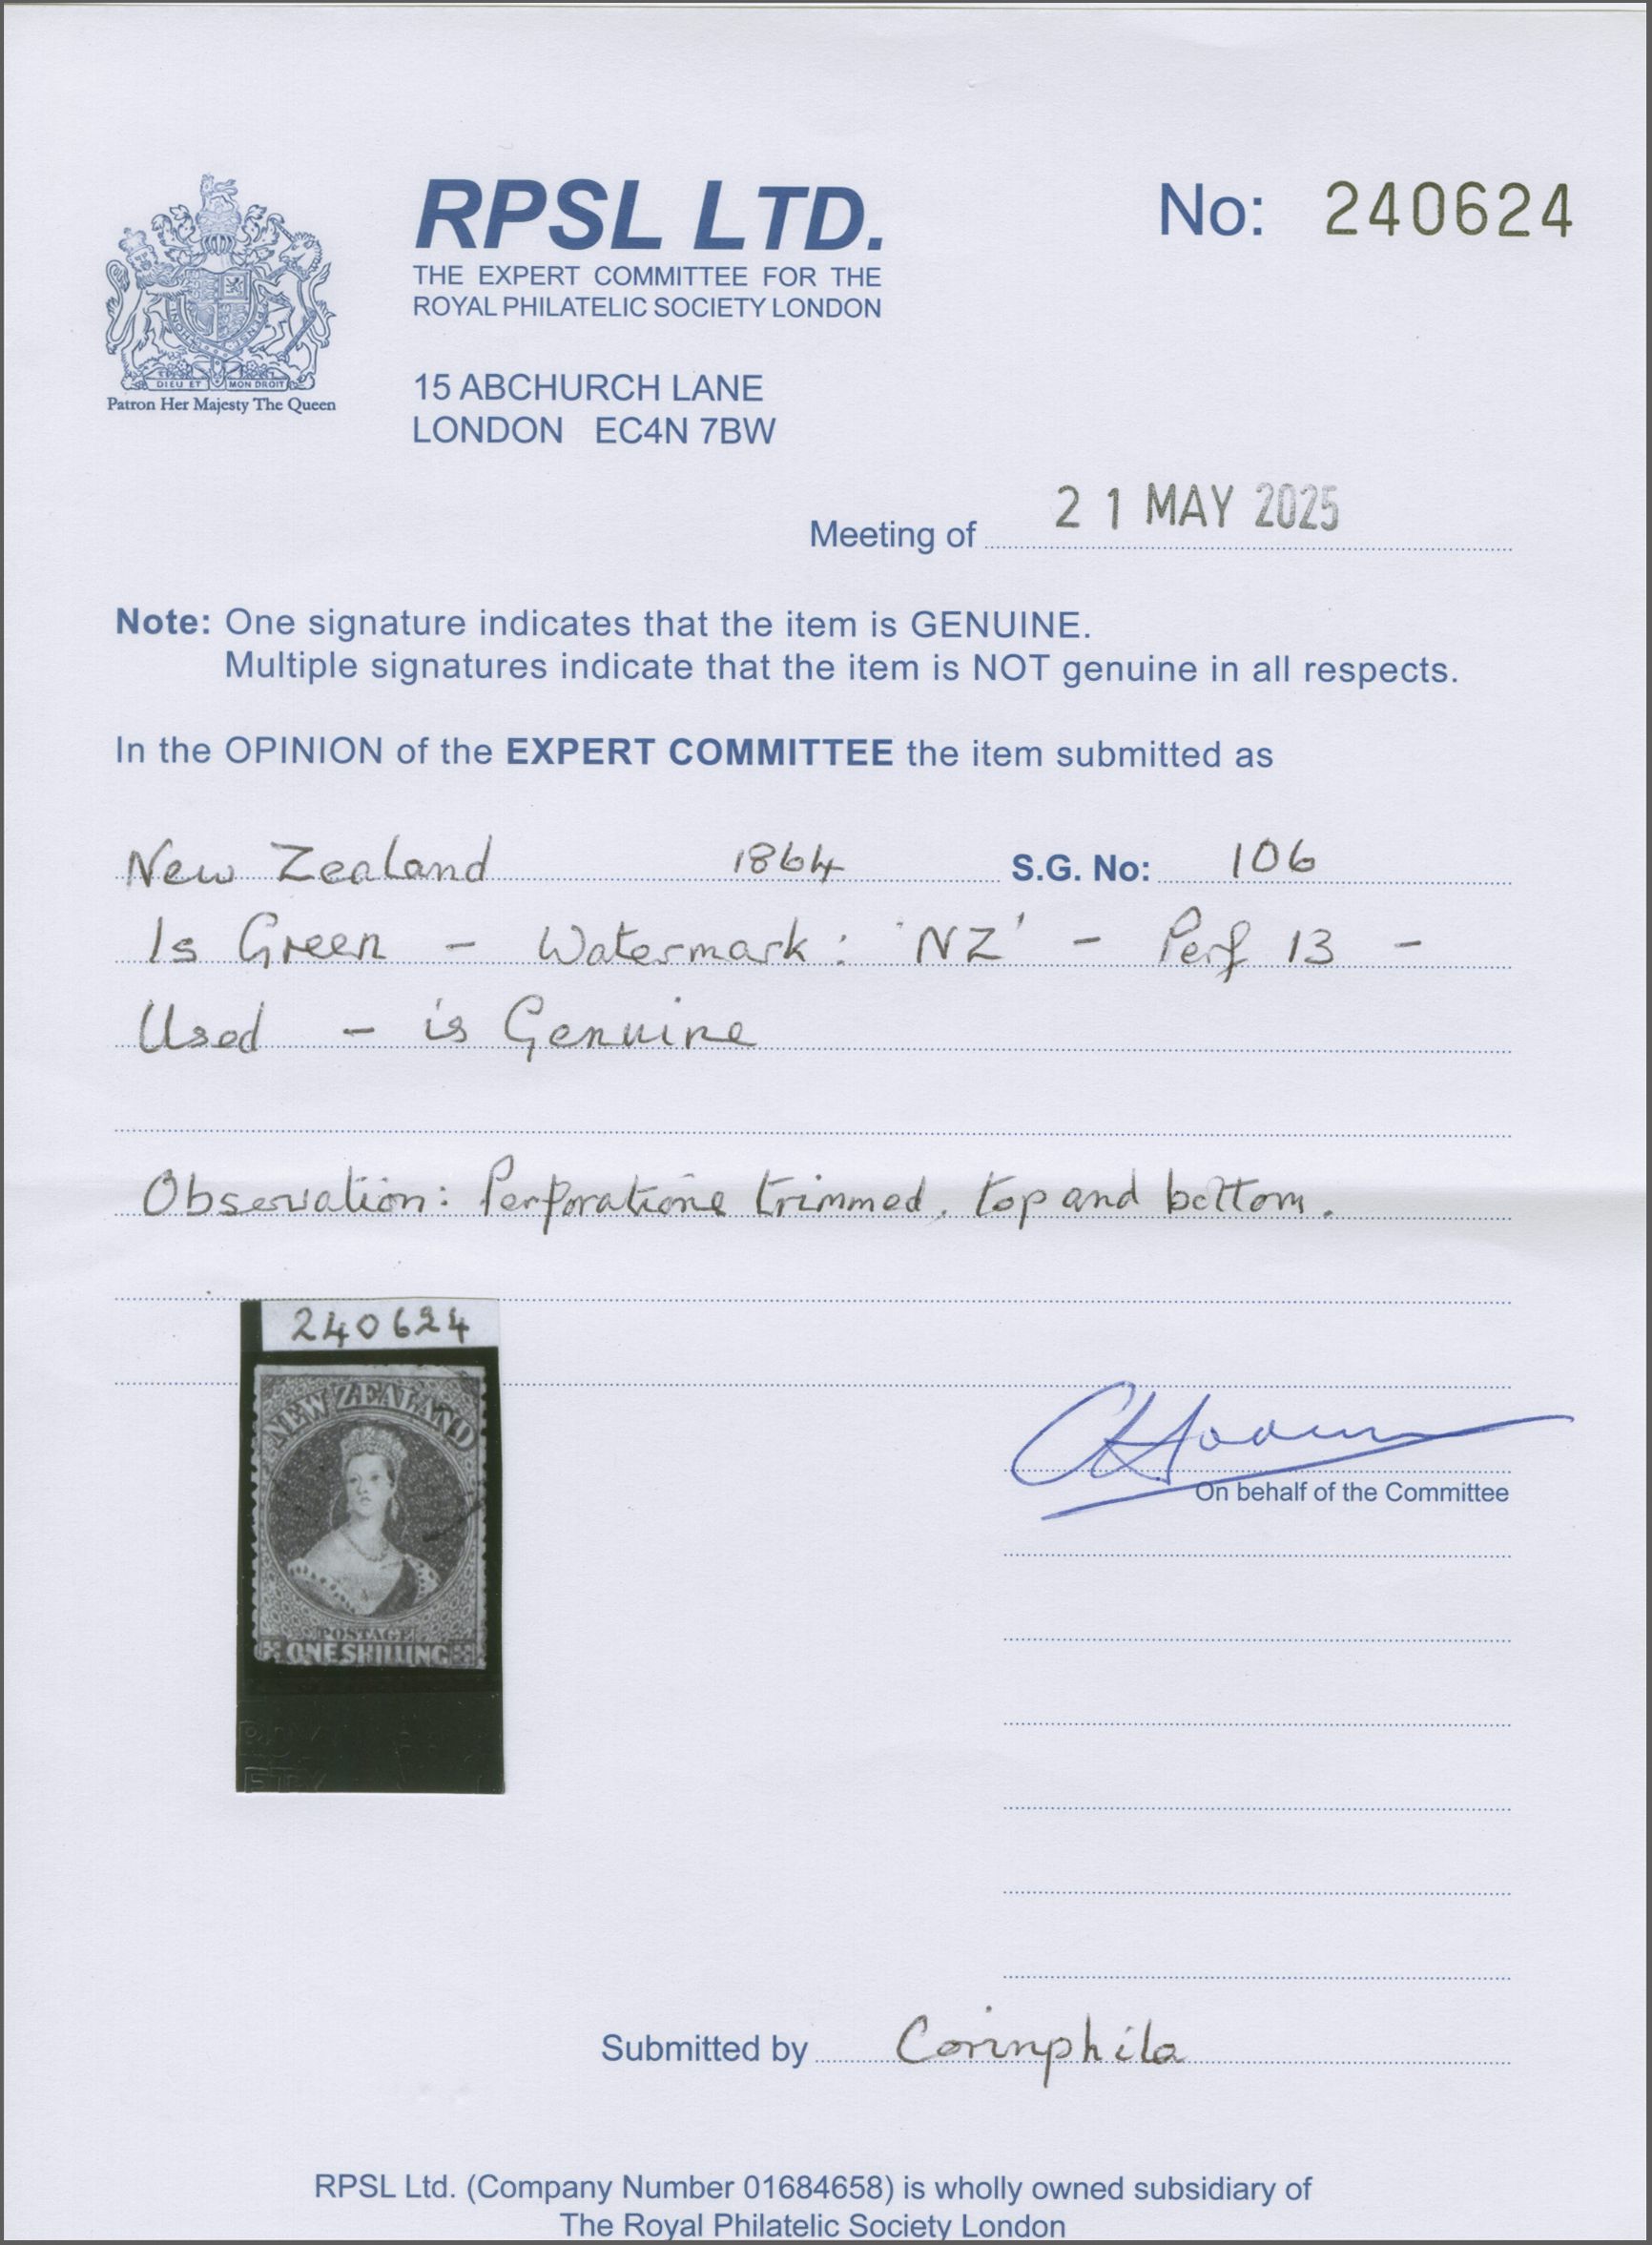 RPSL LTD.
No: 240624
THE EXPERT COMMITTEE FOR THE
ROYAL PHILATELIC SOCIETY LONDON
DIEU ET MON DROIT
Patron Her Majesty The Queen
15 ABCHURCH LANE
LONDON EC4N 7BW
Meeting of 21 MAY 2025
Note: One signature indicates that the item is GENUINE.
Multiple signatures indicate that the item is NOT genuine in all respects.
In the OPINION of the EXPERT COMMITTEE the item submitted as
New Zealand 1864 S.G. No: 106
1s Green - Watermark: 'NZ' - Perf 13 -
Used - is Genuine
Observation: Perforations trimmed, top and bottom.
240624
NEW ZEALAND
POSTAGE
ONE SHILLING
On behalf of the Committee
Submitted by Corinphila
RPSL Ltd. (Company Number 01684658) is wholly owned subsidiary of
The Royal Philatelic Society London